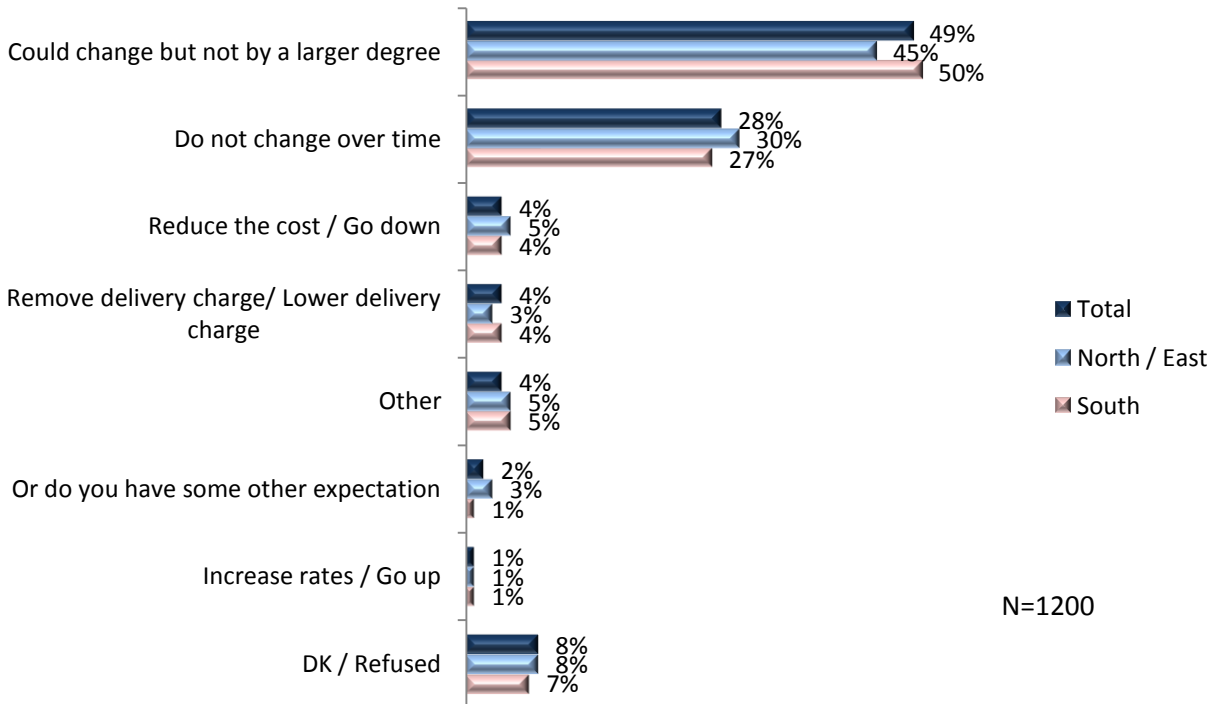 Could change but not by a larger degree
49%
45%
50%
Do not change over time
28%
30%
27%
Reduce the cost / Go down
4%
5%
4%
Remove delivery charge/ Lower delivery
charge
4%
3%
4%
Other
4%
5%
5%
Or do you have some other expectation
2%
3%
1%
Increase rates / Go up
1%
1%
1%
DK / Refused
8%
8%
7%
Total
North / East
South
N=1200